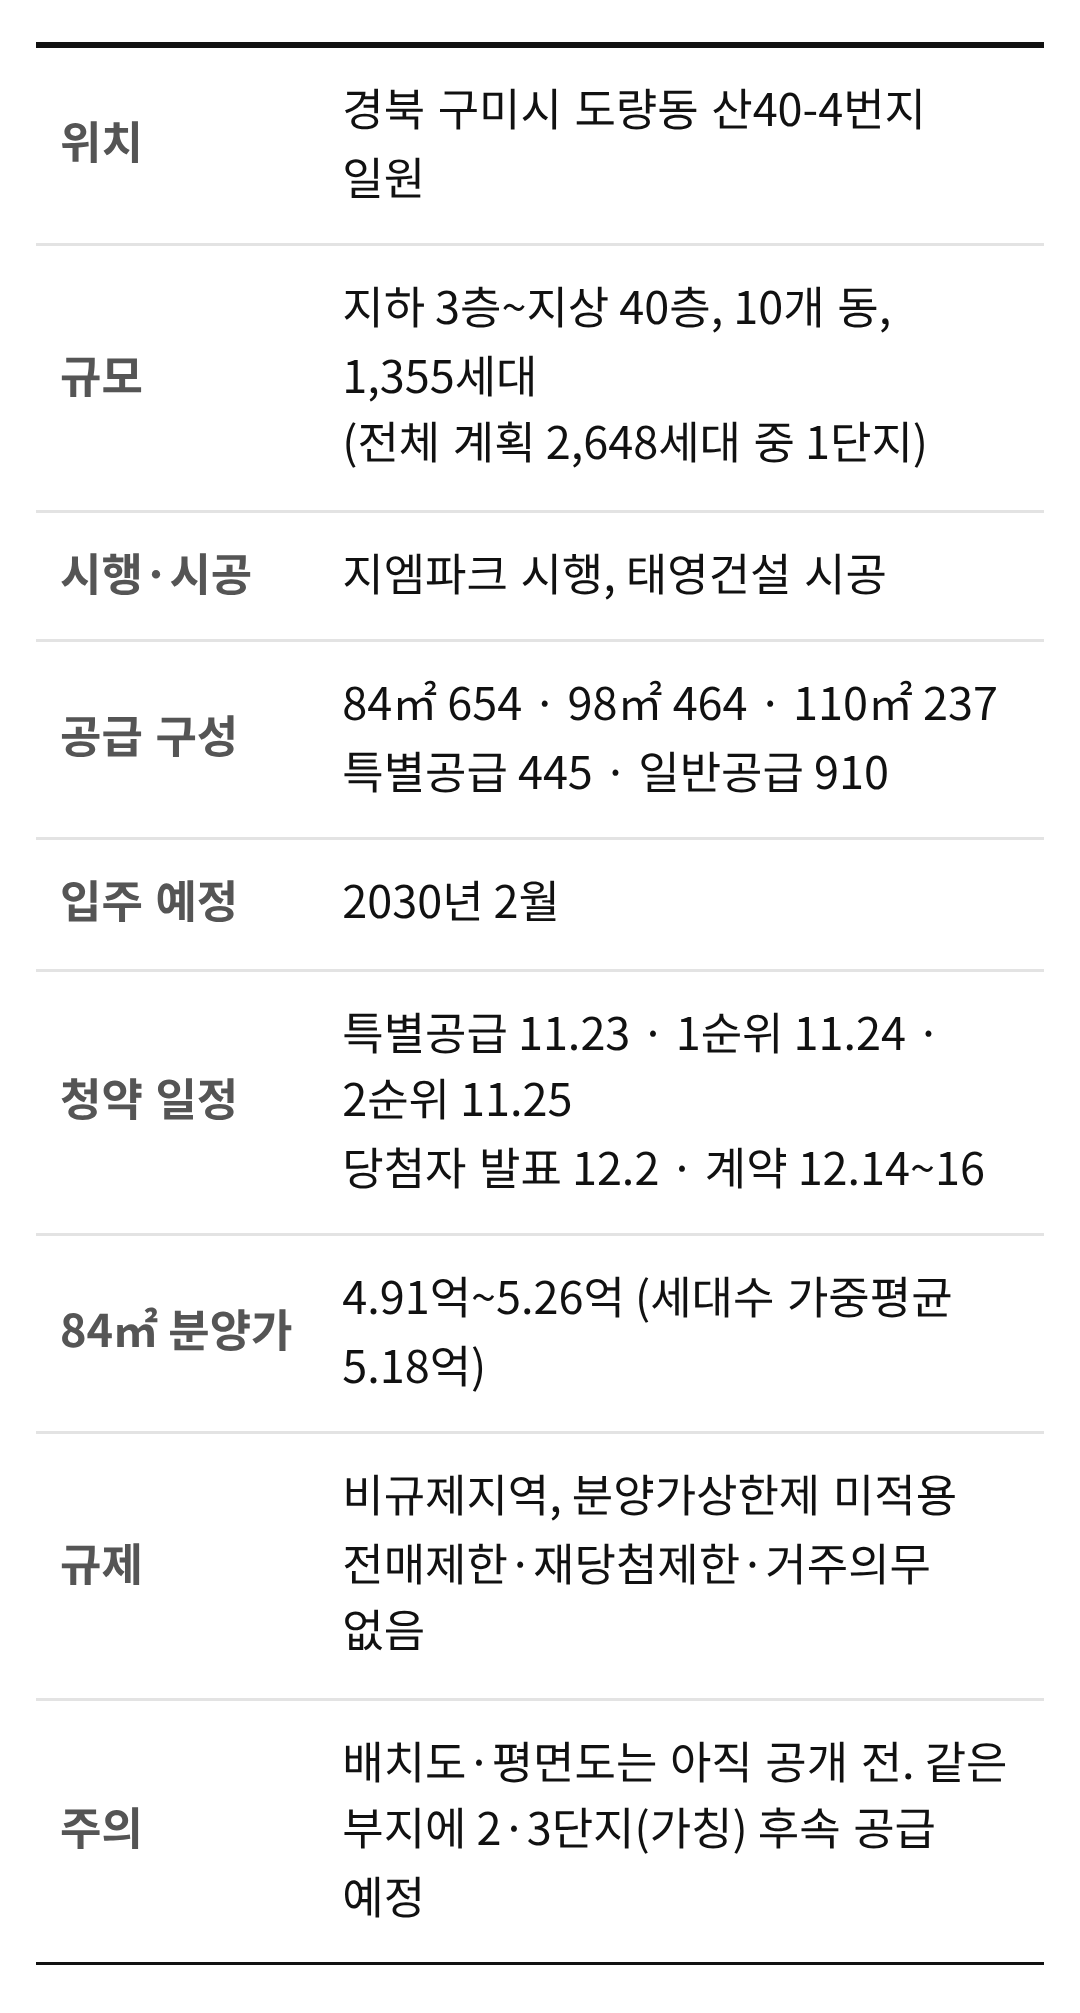 위치
경북 구미시 도량동 산40-4번지
일원
규모
지하 3층~지상 40층, 10개 동,
1,355세대
(전체 계획 2,648세대 중 1단지)
시행·시공
지엠파크 시행, 태영건설 시공
공급 구성
84㎡ 654 · 98㎡ 464 · 110㎡ 237
특별공급 445 · 일반공급 910
입주 예정
2030년 2월
청약 일정
특별공급 11.23 · 1순위 11.24 ·
2순위 11.25
당첨자 발표 12.2 · 계약 12.14~16
84㎡ 분양가
4.91억~5.26억 (세대수 가중평균
5.18억)
규제
비규제지역, 분양가상한제 미적용
전매제한·재당첨제한·거주의무
없음
주의
배치도·평면도는 아직 공개 전. 같은
부지에 2·3단지(가칭) 후속 공급
예정